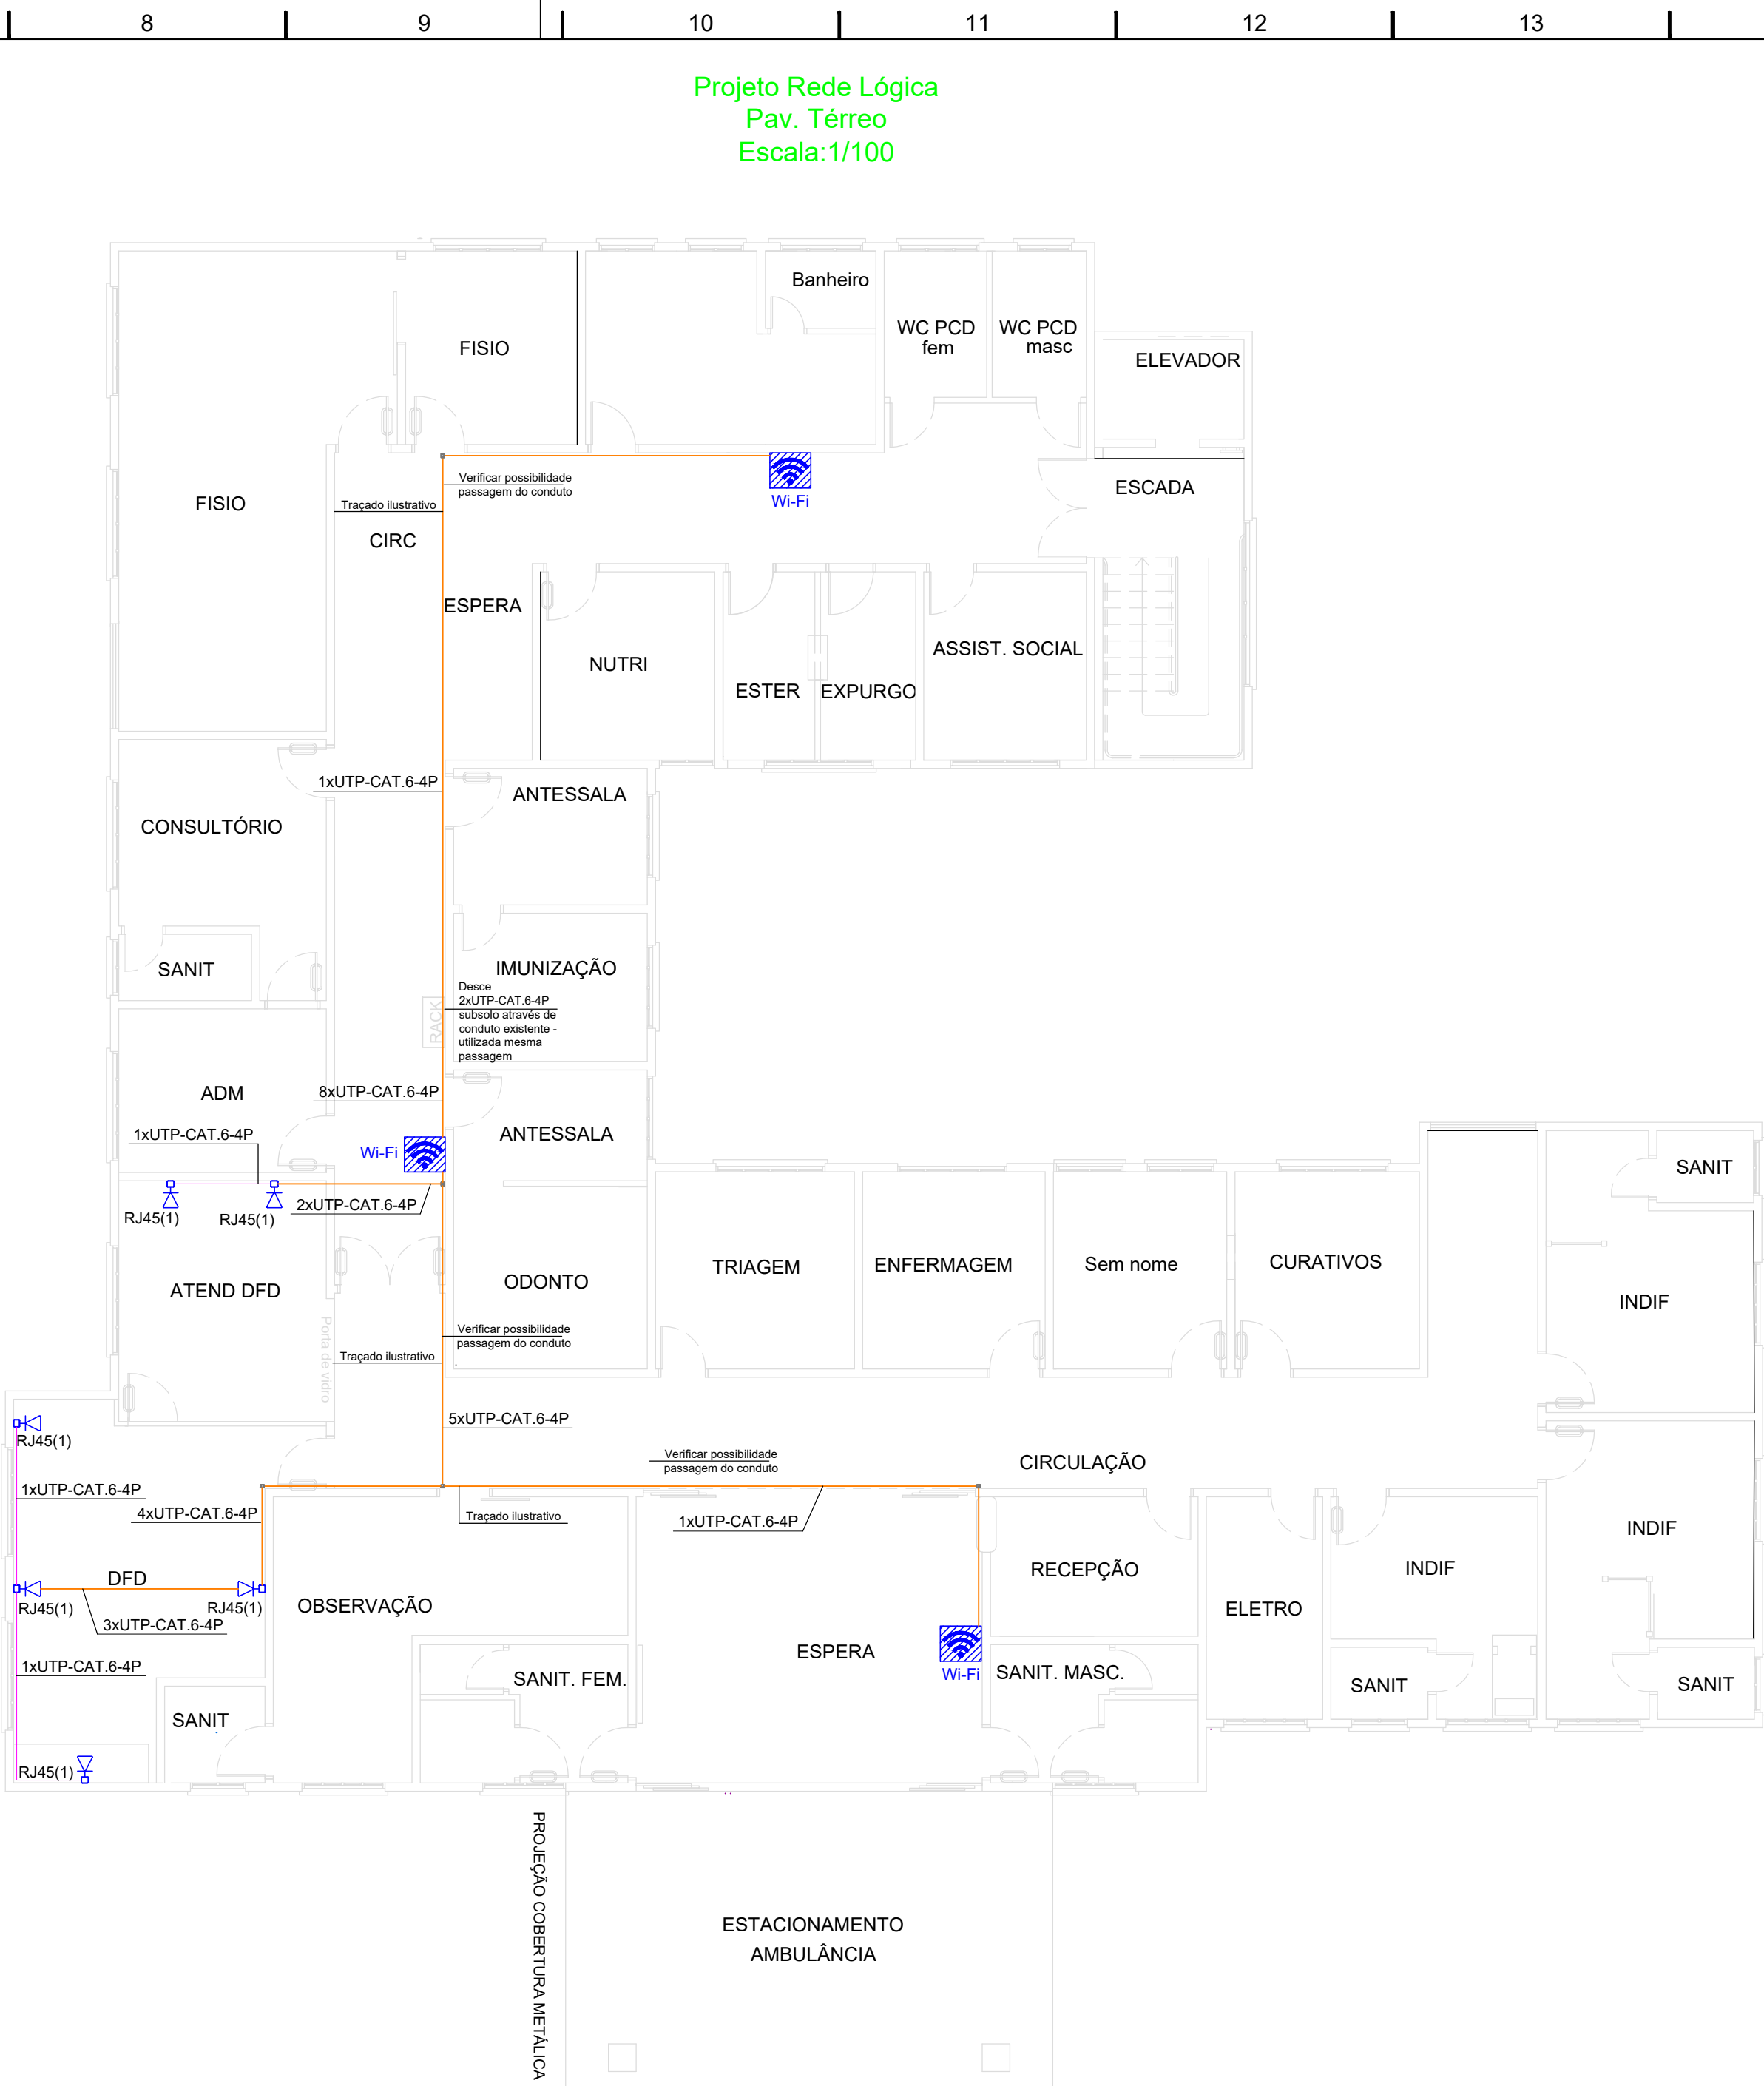 8 9 10 11 12 13
Projeto Rede Lógica
Pav. Térreo
Escala:1/100
Banheiro
WC PCD
fem
WC PCD
masc
FISIO
ELEVADOR
Verificar possibilidade
passagem do conduto
Traçado ilustrativo
Wi-Fi
ESCADA
FISIO
CIRC
ESPERA
NUTRI
ASSIST. SOCIAL
ESTER
EXPURGO
1xUTP-CAT.6-4P
ANTESSALA
CONSULTÓRIO
SANIT
IMUNIZAÇÃO
Desce
2xUTP-CAT.6-4P
subsolo através de
conduto existente -
utilizada mesma
passagem
RACK
ADM
8xUTP-CAT.6-4P
1xUTP-CAT.6-4P
ANTESSALA
Wi-Fi
SANIT
RJ45(1)
RJ45(1)
2xUTP-CAT.6-4P
ATEND DFD
ODONTO
TRIAGEM
ENFERMAGEM
Sem nome
CURATIVOS
INDIF
Porta de vidro
Verificar possibilidade
passagem do conduto
Traçado ilustrativo
5xUTP-CAT.6-4P
RJ45(1)
Verificar possibilidade
passagem do conduto
CIRCULAÇÃO
1xUTP-CAT.6-4P
4xUTP-CAT.6-4P
Traçado ilustrativo
1xUTP-CAT.6-4P
INDIF
DFD
RJ45(1)
RJ45(1)
3xUTP-CAT.6-4P
OBSERVAÇÃO
RECEPÇÃO
INDIF
ELETRO
ESPERA
1xUTP-CAT.6-4P
Wi-Fi
SANIT. FEM.
SANIT. MASC.
SANIT
SANIT
SANIT
RJ45(1)
PROJEÇÃO COBERTURA METÁLICA
ESTACIONAMENTO
AMBULÂNCIA